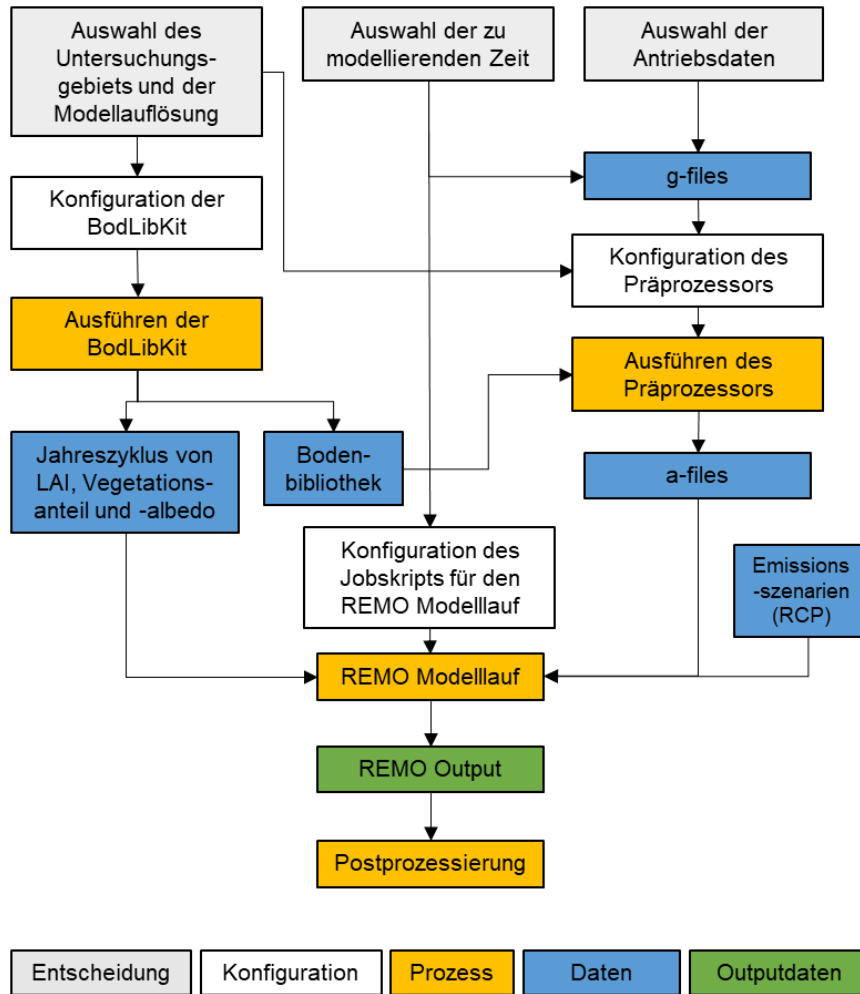 Auswahl des
Untersuchungs-
gebiets und der
Modellauflösung
Auswahl der zu
modellierenden Zeit
Auswahl der
Antriebsdaten
g-files
Konfiguration der
BodLibKit
Konfiguration des
Präprozessors
Ausführen der
BodLibKit
Ausführen des
Präprozessors
Jahreszyklus von
LAI, Vegetations-
anteil und -albedo
Boden-
bibliothek
a-files
Konfiguration des
Jobskripts für den
REMO Modelllauf
Emissions
-szenarien
(RCP)
REMO Modelllauf
REMO Output
Postprozessierung
Entscheidung
Konfiguration
Prozess
Daten
Outputdaten